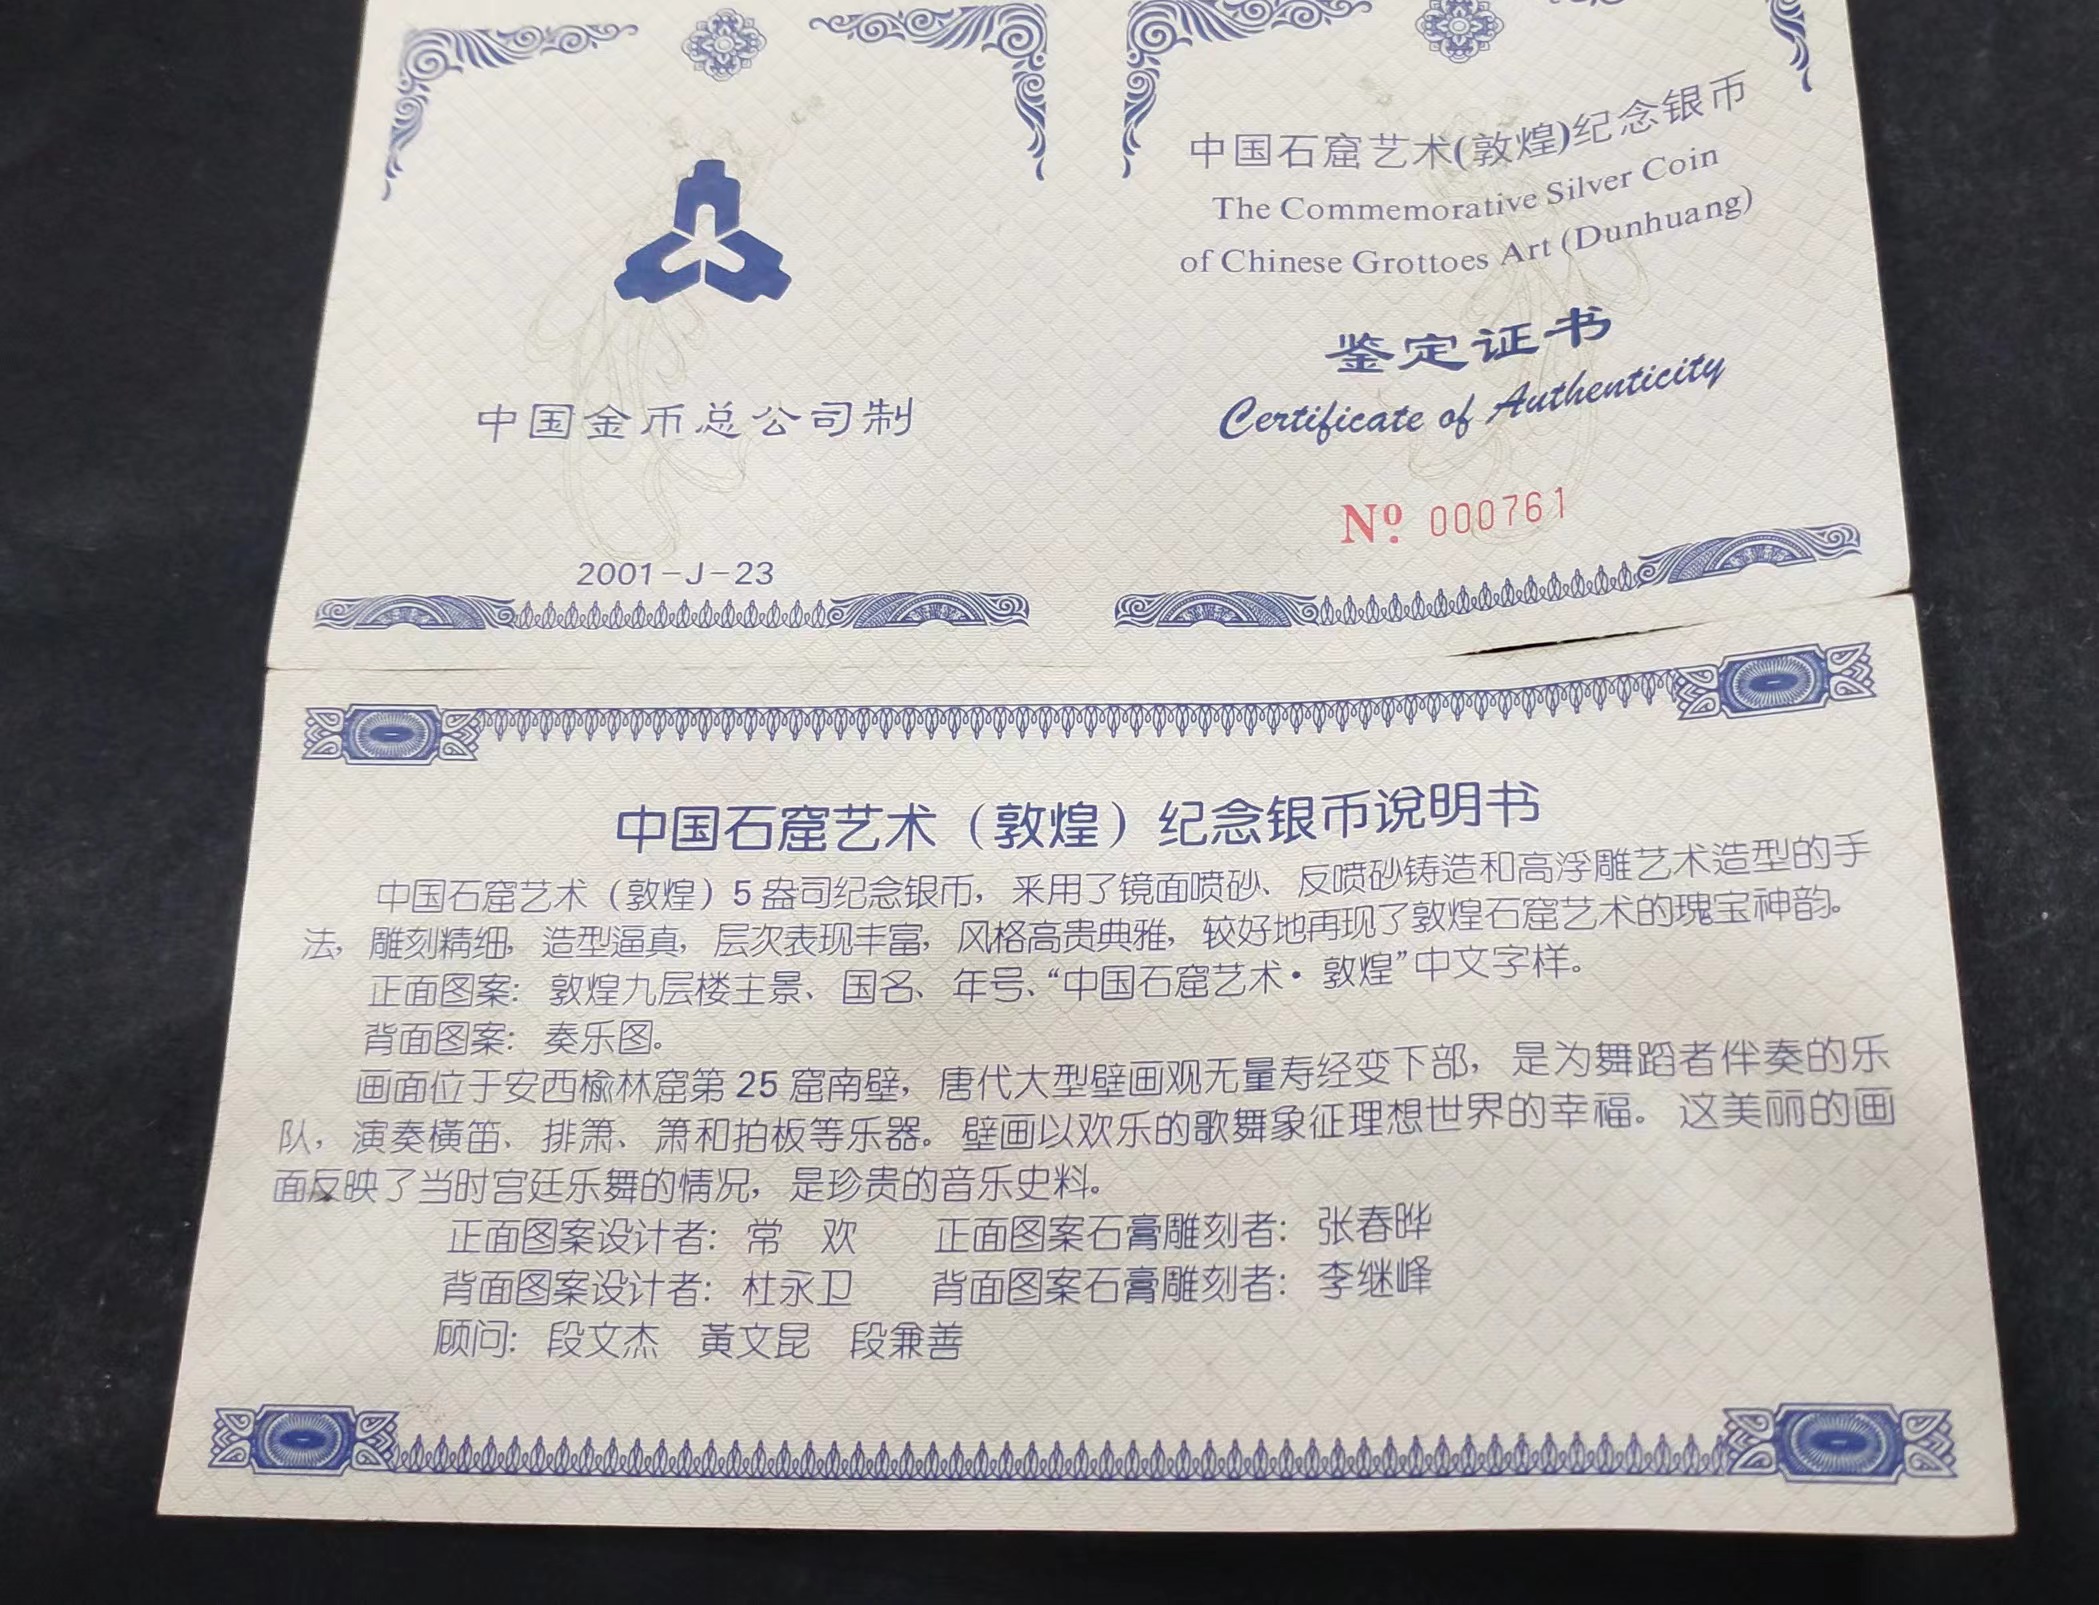 中国金币总公司制
2001-J-23
中国石窟艺术(敦煌)纪念银币
The Commemorative Silver Coin
of Chinese Grottoes Art (Dunhuang)
鉴定证书
Certificate of Authenticity
Nº 000761
中国石窟艺术（敦煌）纪念银币说明书
中国石窟艺术（敦煌）5盎司纪念银币，采用了镜面喷砂、反喷砂铸造和高浮雕艺术造型的手
法，雕刻精细，造型逼真，层次表现丰富，风格高贵典雅，较好地再现了敦煌石窟艺术的瑰宝神韵。
正面图案：敦煌九层楼主景、国名、年号、“中国石窟艺术·敦煌”中文字样。
背面图案：奏乐图。
画面位于安西榆林窟第25窟南壁，唐代大型壁画观无量寿经变下部，是为舞蹈者伴奏的乐
队，演奏横笛、排箫、箫和拍板等乐器。壁画以欢乐的歌舞象征理想世界的幸福。这美丽的画
面反映了当时宫廷乐舞的情况，是珍贵的音乐史料。
正面图案设计者：常 欢 正面图案石膏雕刻者：张春晔
背面图案设计者：杜永卫 背面图案石膏雕刻者：李继峰
顾问：段文杰 黄文昆 段兼善